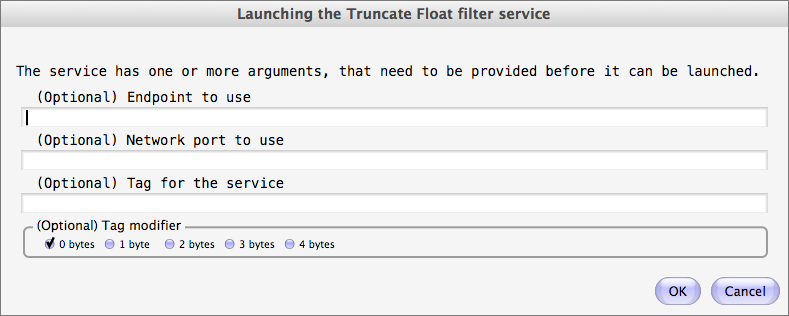 Launching the Truncate Float filter service
The service has one or more arguments, that need to be provided before it can be launched.
(Optional) Endpoint to use
(Optional) Network port to use
(Optional) Tag for the service
(Optional) Tag modifier
0 bytes 1 byte 2 bytes 3 bytes 4 bytes
OK Cancel